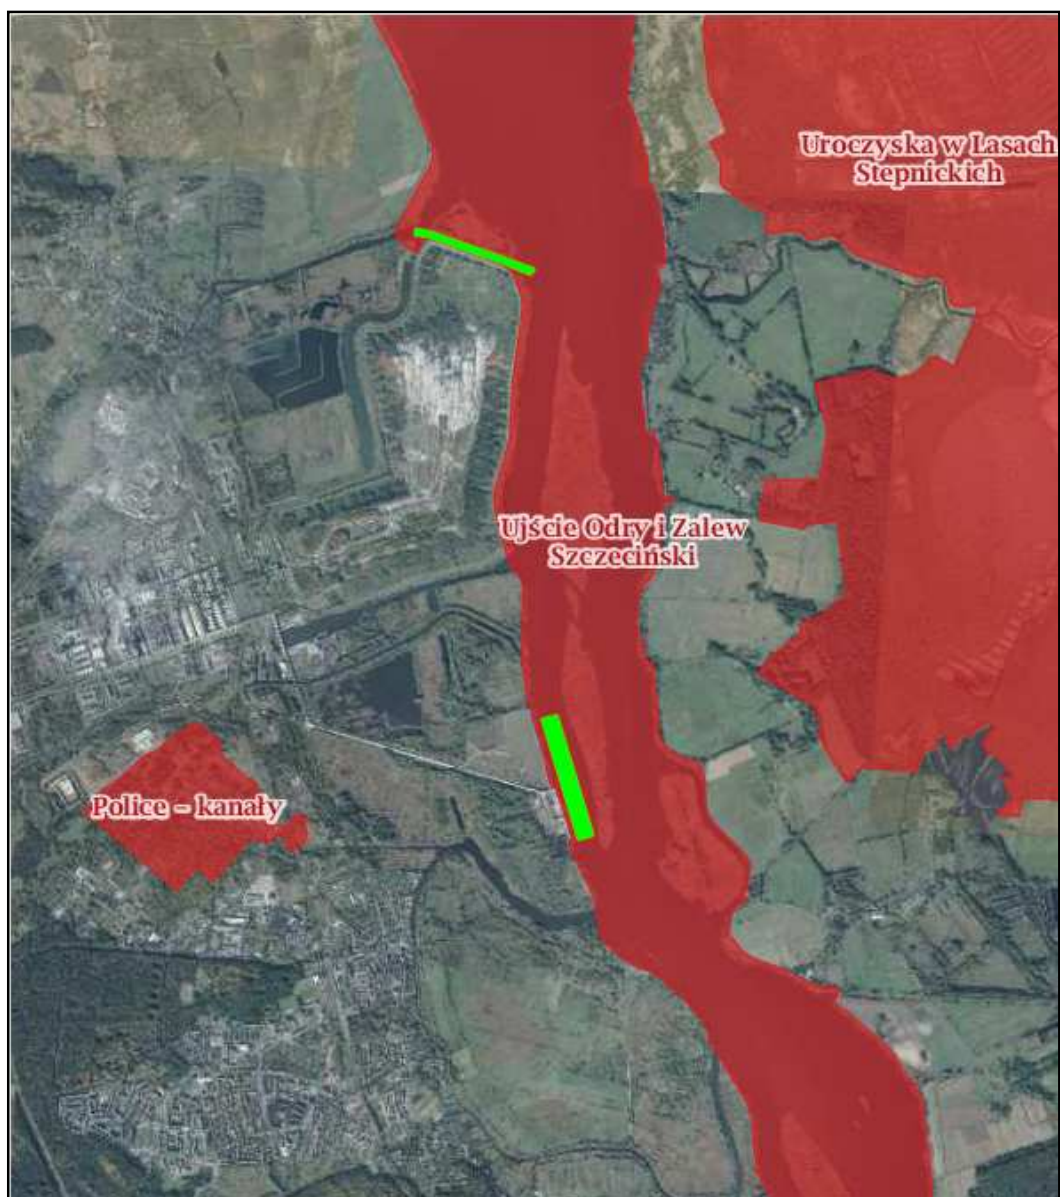 Uroczyska w Lasach
Stepnickich
Ujście Odry i Zalew
Szczeciński
Police - kanały